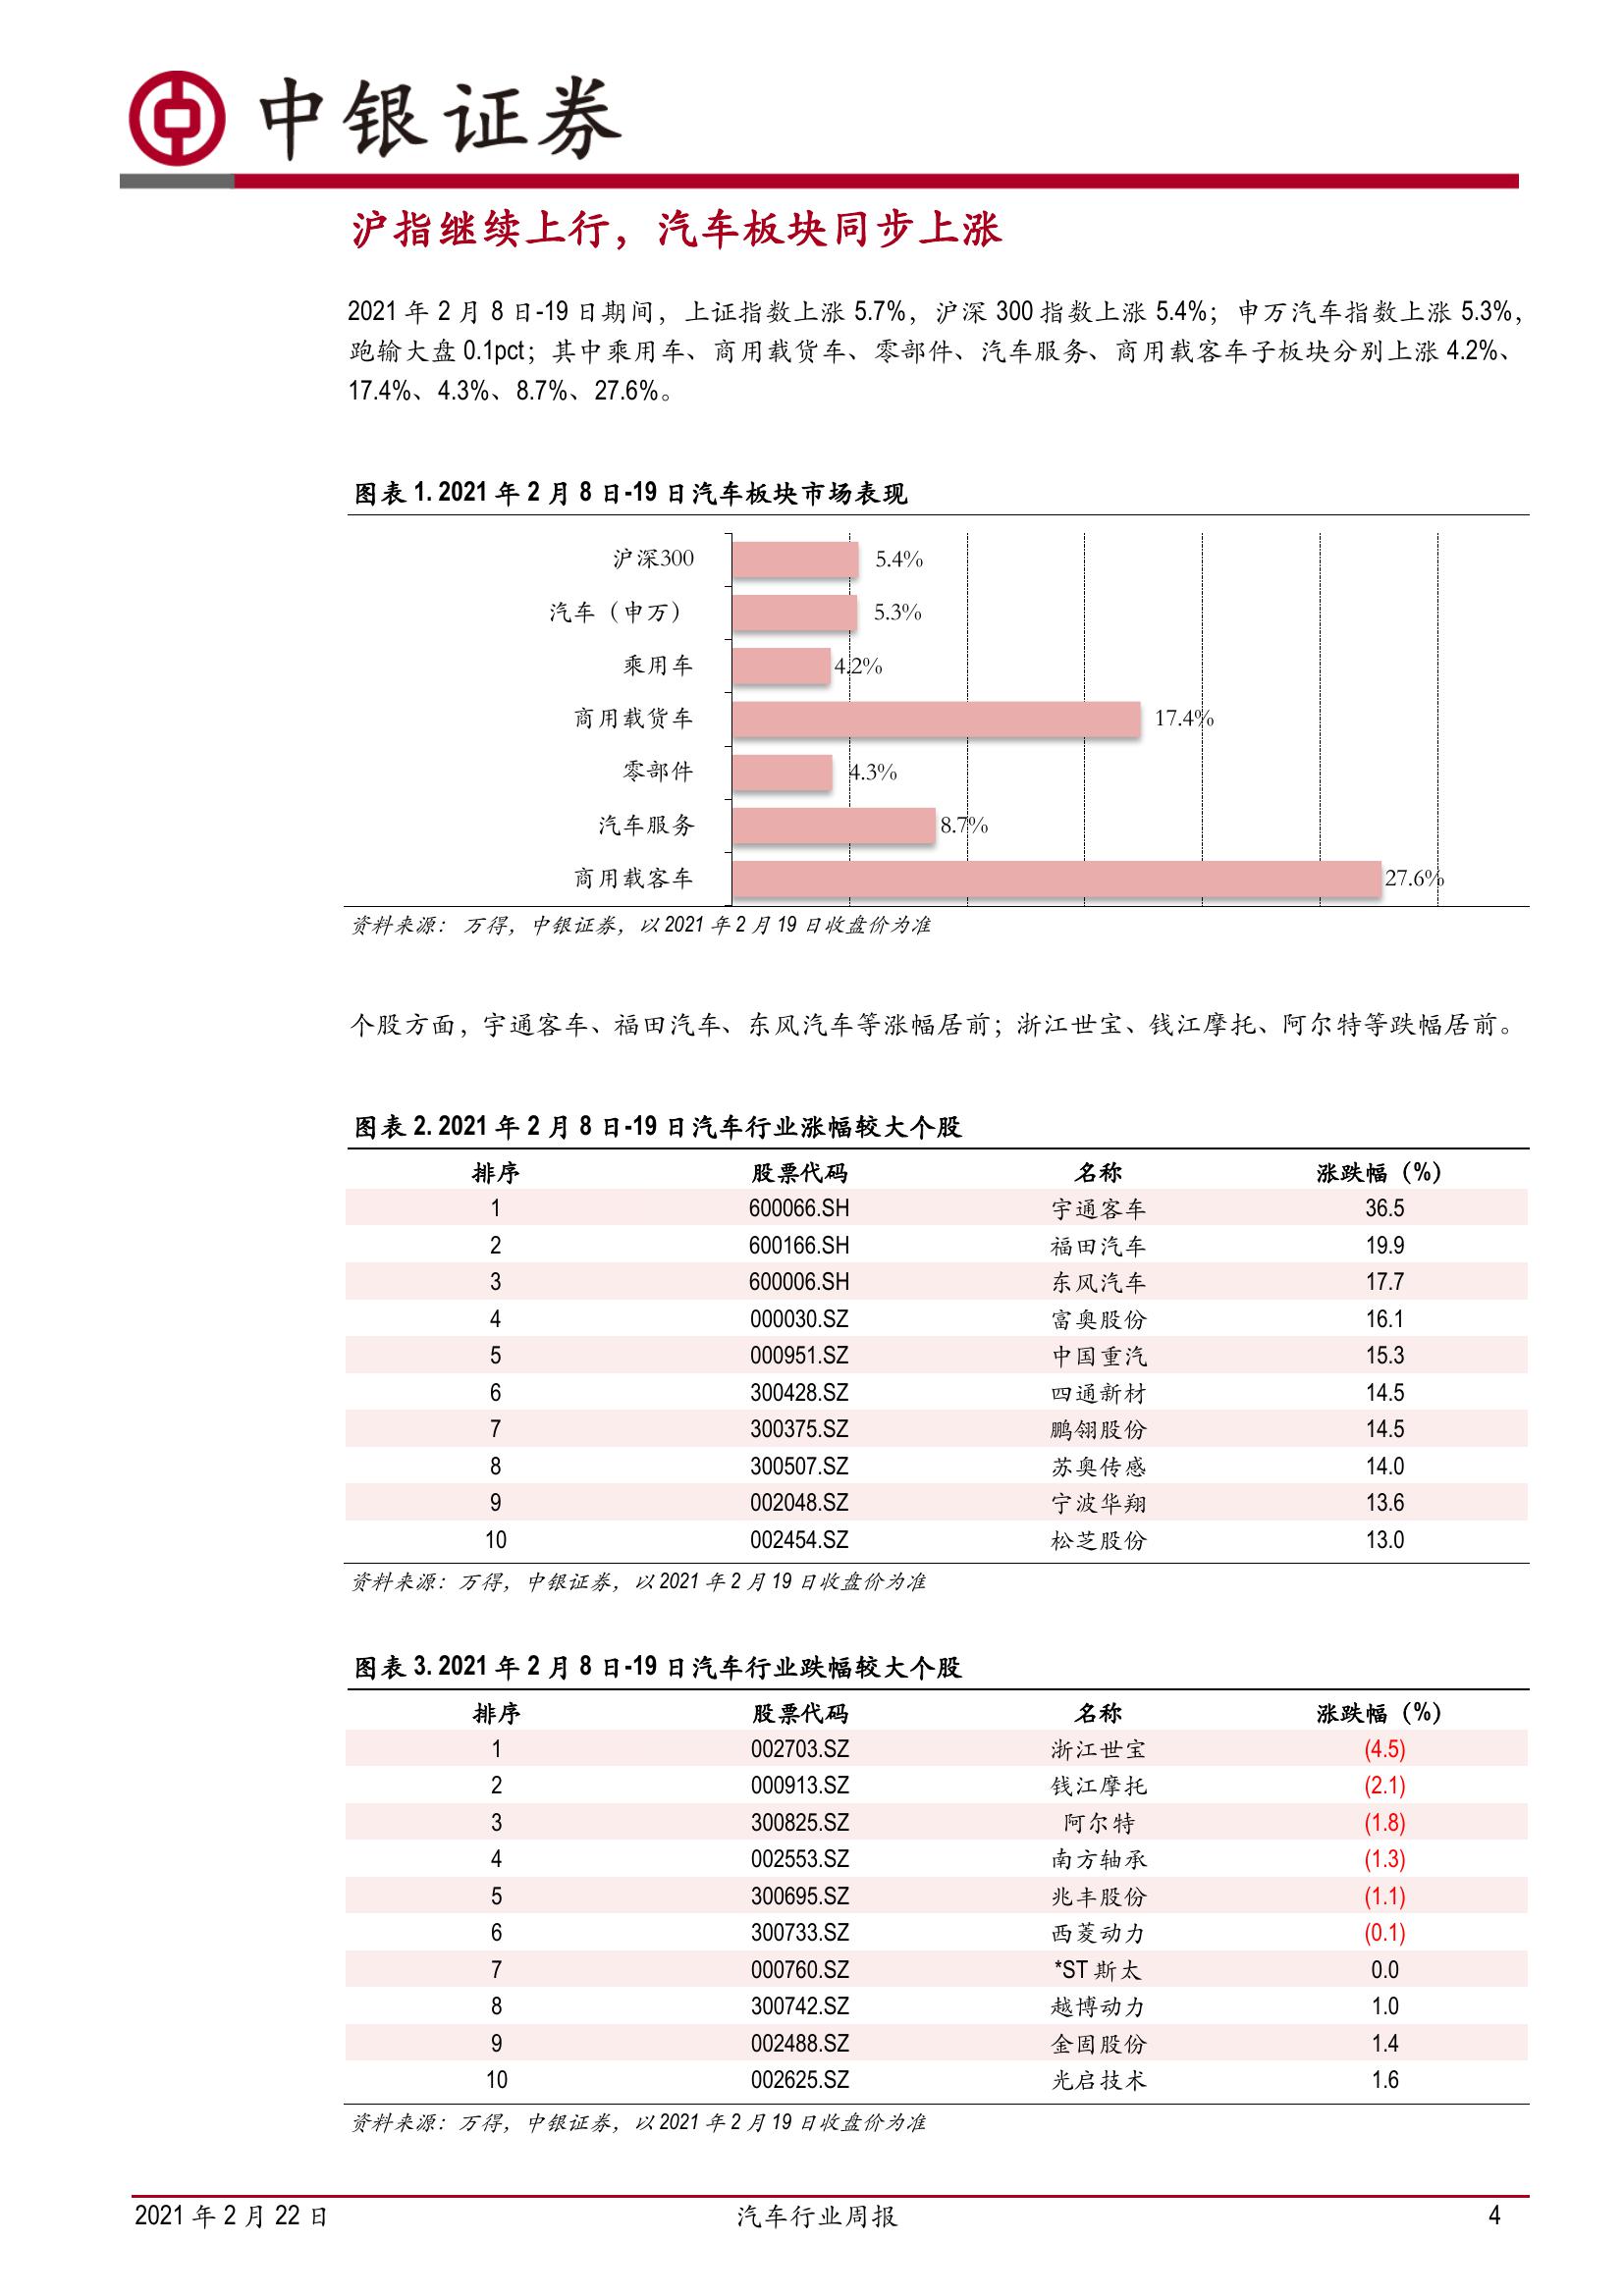 中银证券
沪指继续上行，汽车板块同步上涨
2021 年 2 月 8 日-19 日期间，上证指数上涨 5.7%，沪深 300 指数上涨 5.4%；申万汽车指数上涨 5.3%，
跑输大盘 0.1pct；其中乘用车、商用载货车、零部件、汽车服务、商用载客车子板块分别上涨 4.2%、
17.4%、4.3%、8.7%、27.6%。
图表 1. 2021 年 2 月 8 日-19 日汽车板块市场表现
沪深300 5.4%
汽车（申万） 5.3%
乘用车 4.2%
商用载货车 17.4%
零部件 4.3%
汽车服务 8.7%
商用载客车 27.6%
资料来源： 万得，中银证券，以 2021 年 2 月 19 日收盘价为准
个股方面，宇通客车、福田汽车、东风汽车等涨幅居前；浙江世宝、钱江摩托、阿尔特等跌幅居前。
图表 2. 2021 年 2 月 8 日-19 日汽车行业涨幅较大个股
排序 股票代码 名称 涨跌幅（%）
1 600066.SH 宇通客车 36.5
2 600166.SH 福田汽车 19.9
3 600006.SH 东风汽车 17.7
4 000030.SZ 富奥股份 16.1
5 000951.SZ 中国重汽 15.3
6 300428.SZ 四通新材 14.5
7 300375.SZ 鹏翎股份 14.5
8 300507.SZ 苏奥传感 14.0
9 002048.SZ 宁波华翔 13.6
10 002454.SZ 松芝股份 13.0
资料来源：万得，中银证券，以 2021 年 2 月 19 日收盘价为准
图表 3. 2021 年 2 月 8 日-19 日汽车行业跌幅较大个股
排序 股票代码 名称 涨跌幅（%）
1 002703.SZ 浙江世宝 (4.5)
2 000913.SZ 钱江摩托 (2.1)
3 300825.SZ 阿尔特 (1.8)
4 002553.SZ 南方轴承 (1.3)
5 300695.SZ 兆丰股份 (1.1)
6 300733.SZ 西菱动力 (0.1)
7 000760.SZ *ST 斯太 0.0
8 300742.SZ 越博动力 1.0
9 002488.SZ 金固股份 1.4
10 002625.SZ 光启技术 1.6
资料来源：万得，中银证券，以 2021 年 2 月 19 日收盘价为准
2021 年 2 月 22 日 汽车行业周报 4